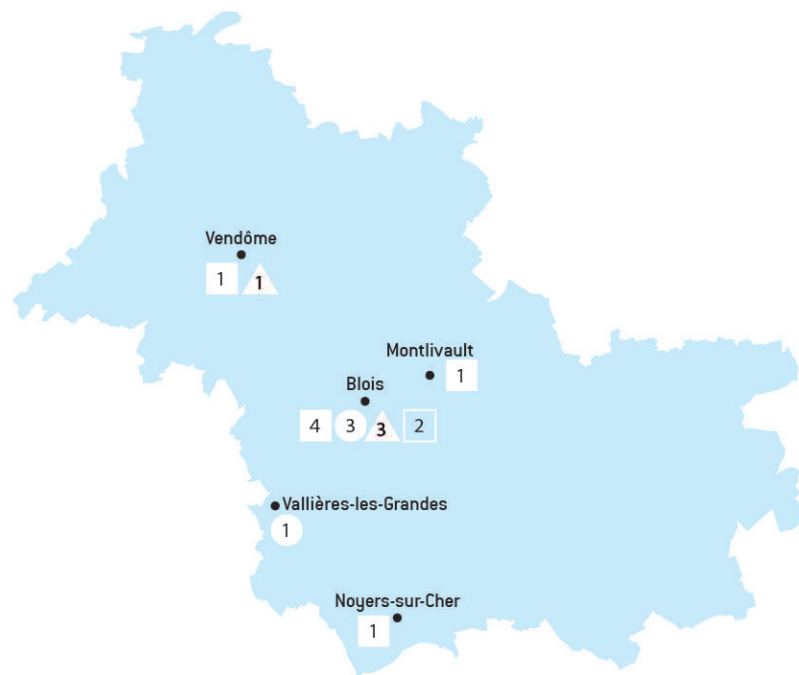 Vendôme
1 1
Montlivault
1
Blois
4 3 3 2
Vallières-les-Grandes
1
Noyers-sur-Cher
1